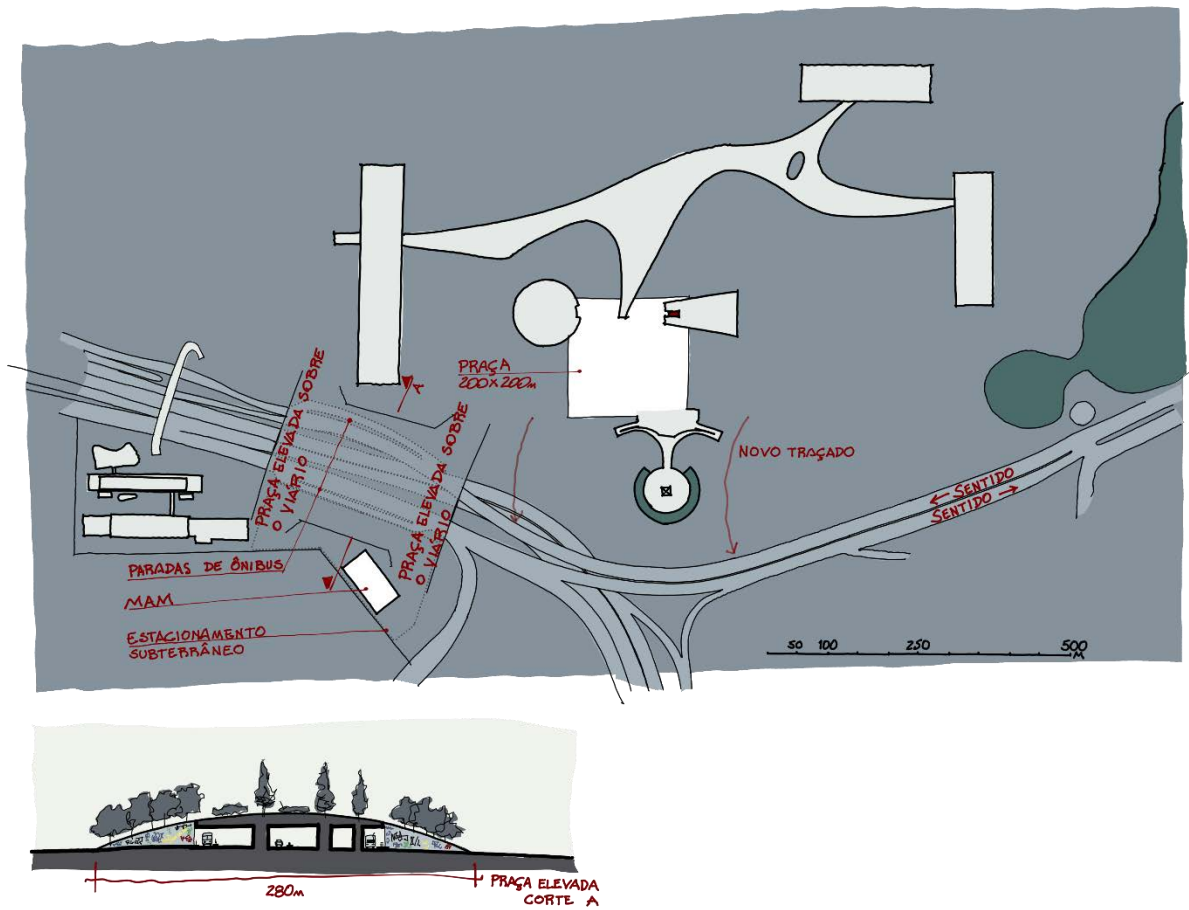 PRAÇA ELEVADA SOBRE
O VIÁRIO
PRAÇA ELEVADA SOBRE
O VIÁRIO
A
PRAÇA
200x200m
NOVO TRAÇADO
← SENTIDO
SENTIDO →
PARADAS DE ÔNIBUS
MAM
ESTACIONAMENTO
SUBTERRÂNEO
50 100 250 500
M
280m
PRAÇA ELEVADA
CORTE A